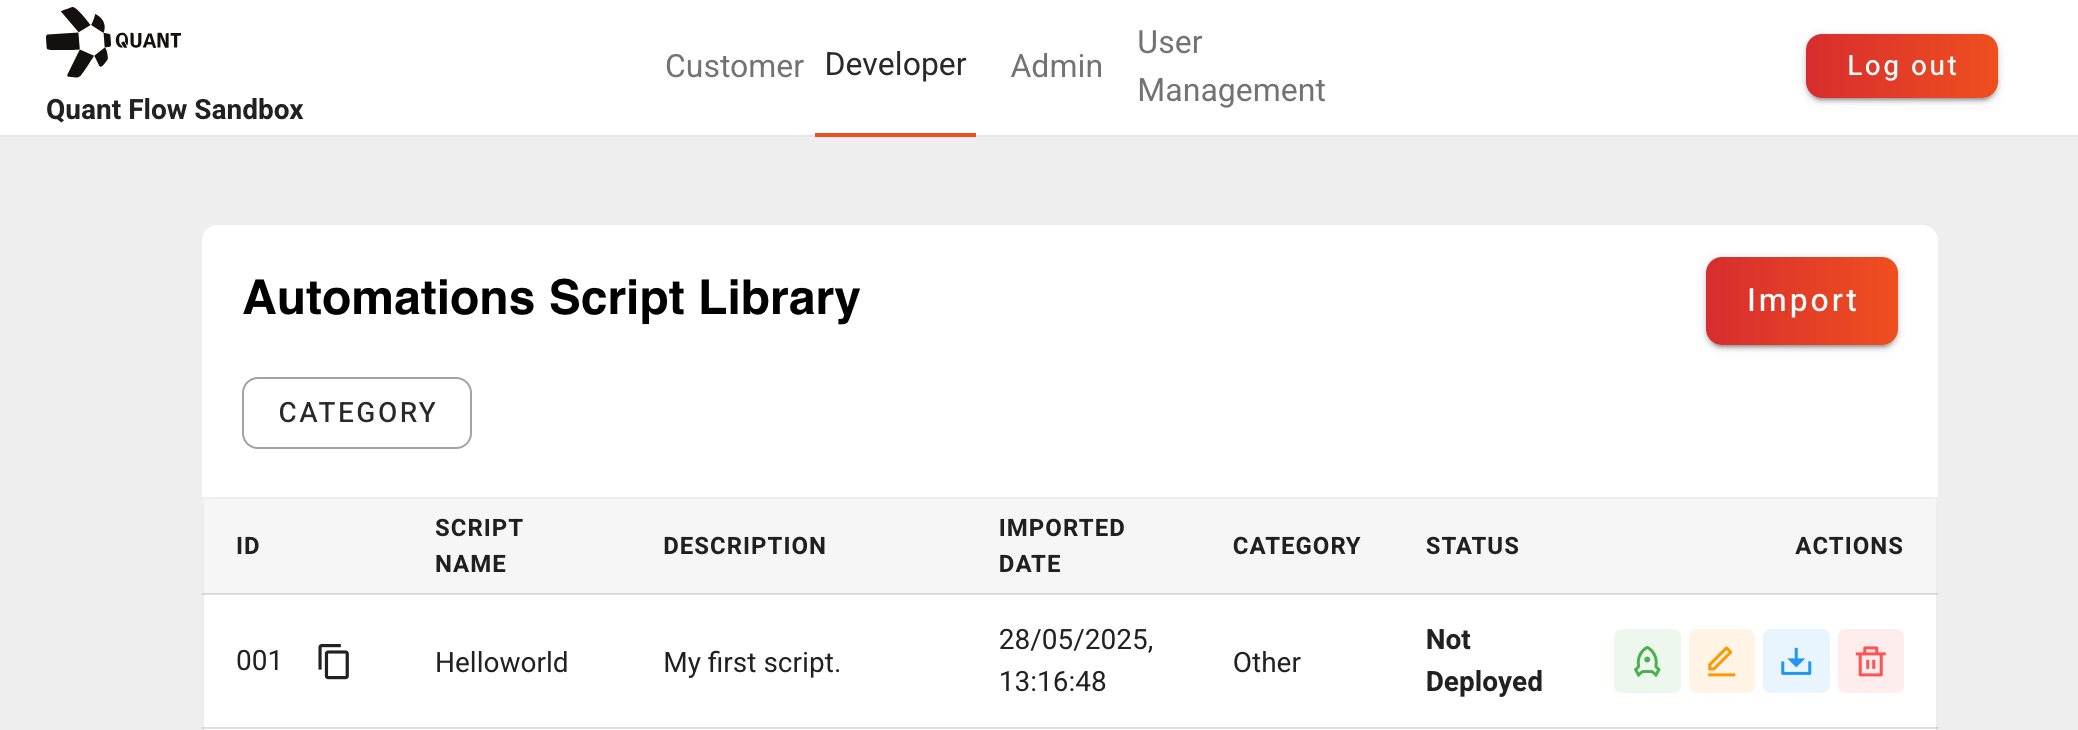 QUANT
Quant Flow Sandbox
Customer
Developer
Admin
User
Management
Log out
Automations Script Library
Import
CATEGORY
ID
SCRIPT
NAME
DESCRIPTION
IMPORTED
DATE
CATEGORY
STATUS
ACTIONS
001
Helloworld
My first script.
28/05/2025,
13:16:48
Other
Not
Deployed